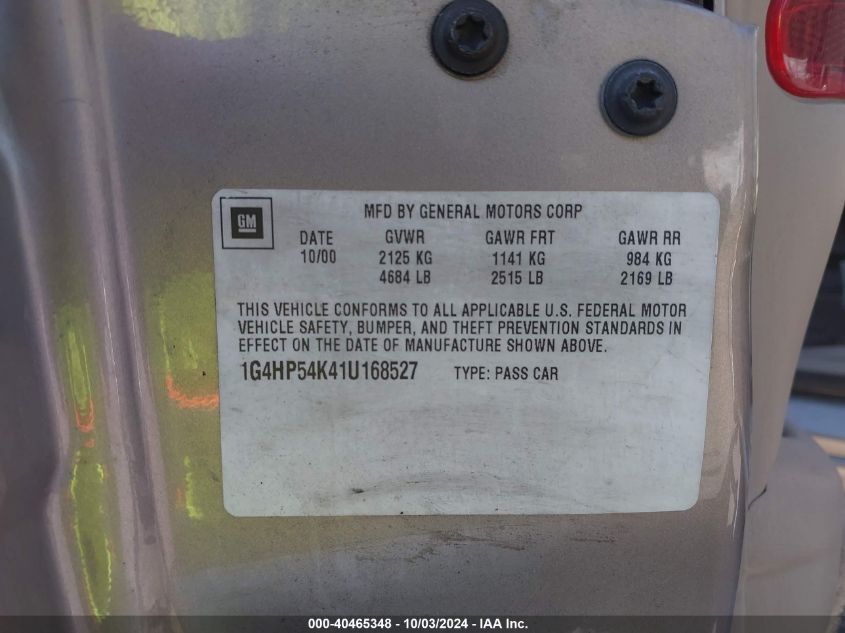 GM
MFD BY GENERAL MOTORS CORP
DATE GVWR GAWR FRT GAWR RR
10/00 2125 KG 1141 KG 984 KG
4684 LB 2515 LB 2169 LB
THIS VEHICLE CONFORMS TO ALL APPLICABLE U.S. FEDERAL MOTOR
VEHICLE SAFETY, BUMPER, AND THEFT PREVENTION STANDARDS IN
EFFECT ON THE DATE OF MANUFACTURE SHOWN ABOVE.
1G4HP54K41U168527 TYPE: PASS CAR
000-40465348 - 10/03/2024 - IAA Inc.